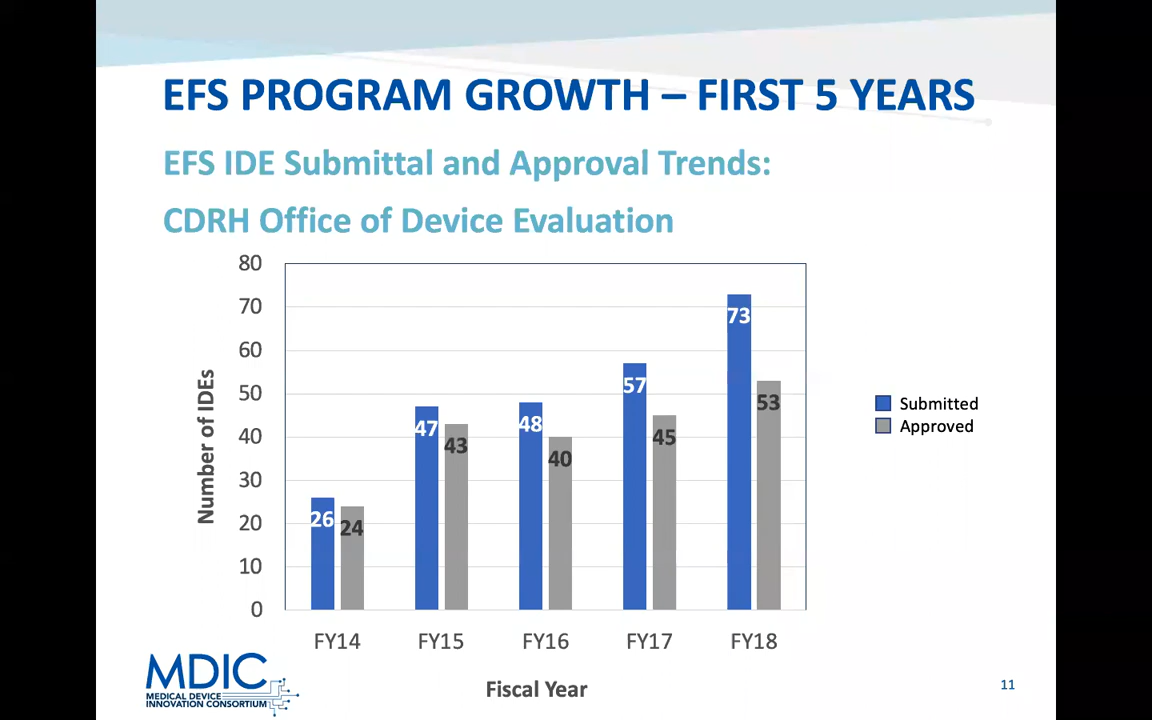 EFS PROGRAM GROWTH – FIRST 5 YEARS
EFS IDE Submittal and Approval Trends:
CDRH Office of Device Evaluation
Number of IDEs
80
70
60
50
40
30
20
10
0
26
24
47
43
48
40
57
45
73
53
FY14
FY15
FY16
FY17
FY18
Fiscal Year
Submitted
Approved
MDIC
MEDICAL DEVICE
INNOVATION CONSORTIUM
11